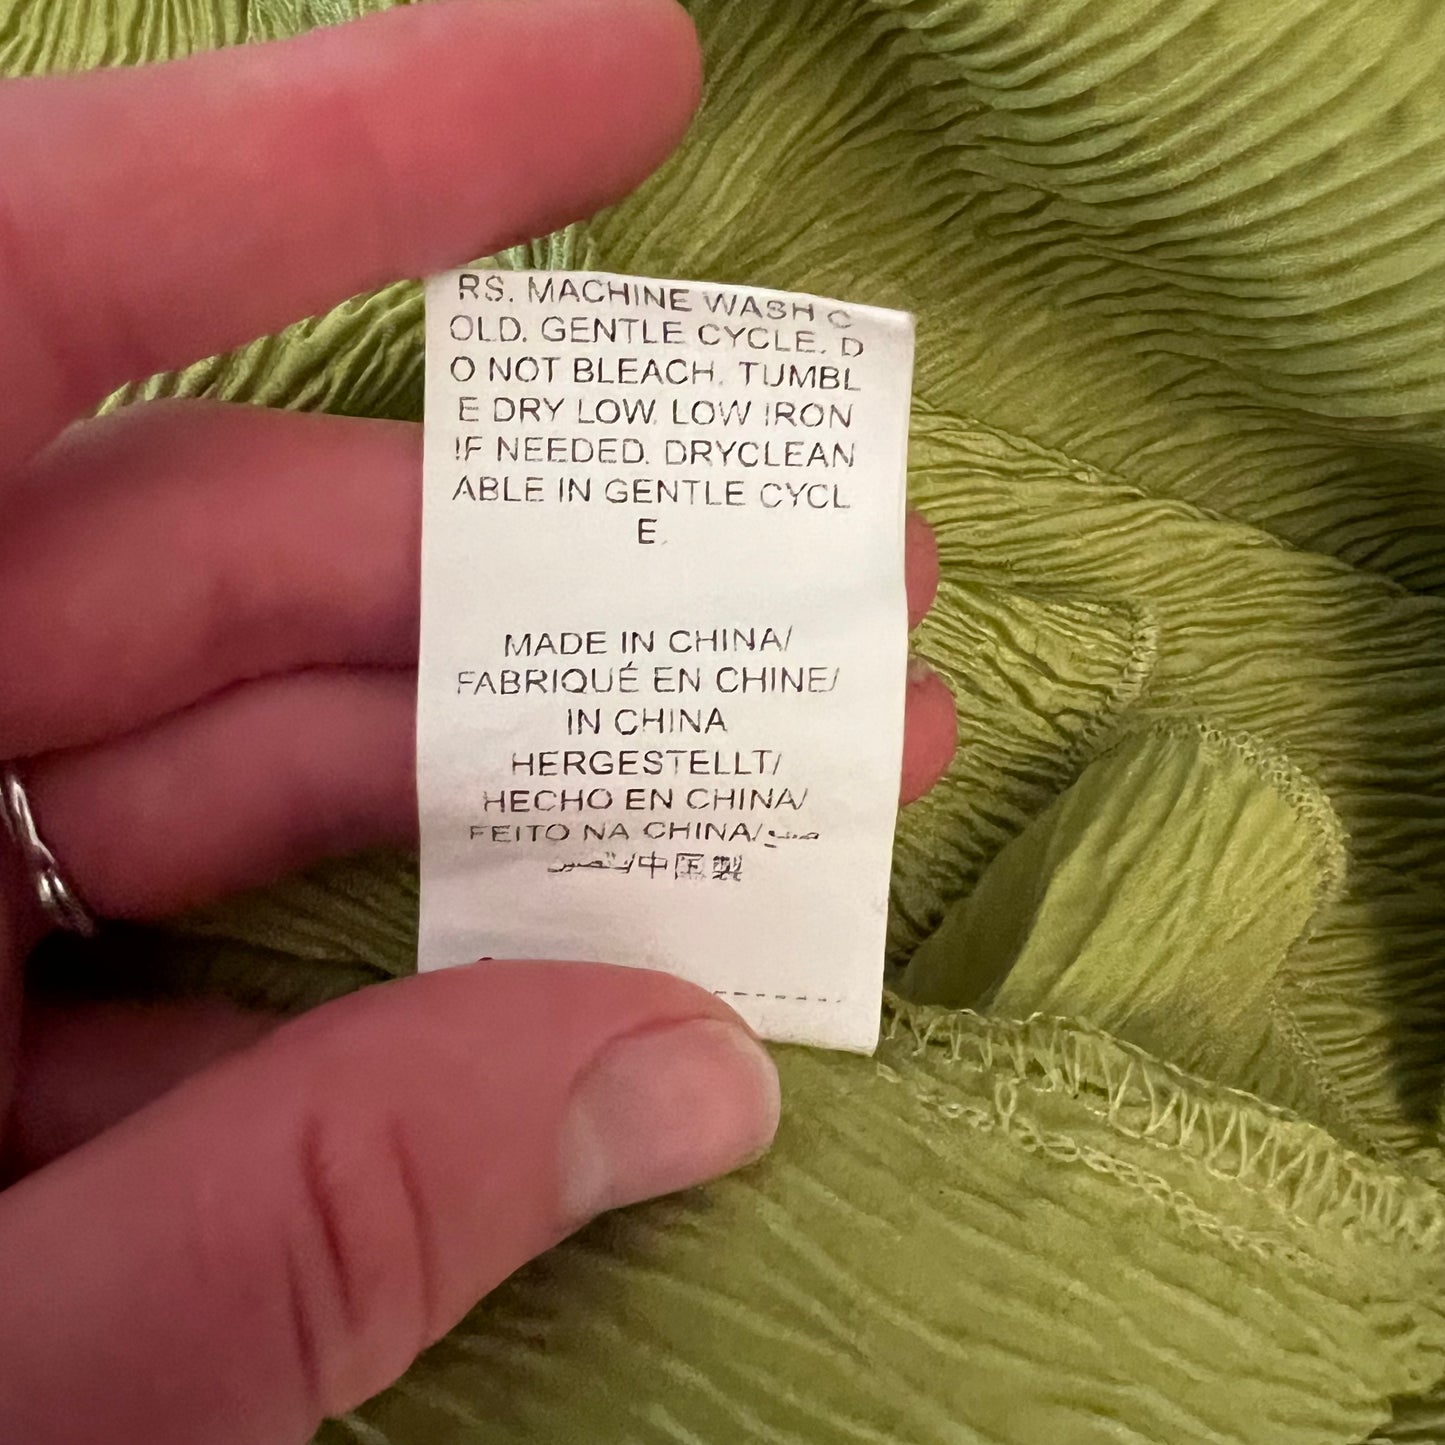 RS. MACHINE WASH C
OLD. GENTLE CYCLE. D
O NOT BLEACH. TUMBL
E DRY LOW. LOW IRON
IF NEEDED. DRYCLEAN
ABLE IN GENTLE CYCL
E.
MADE IN CHINA/
FABRIQUÉ EN CHINE/
IN CHINA
HERGESTELLT/
HECHO EN CHINA/
FEITO NA CHINA/
/中国製